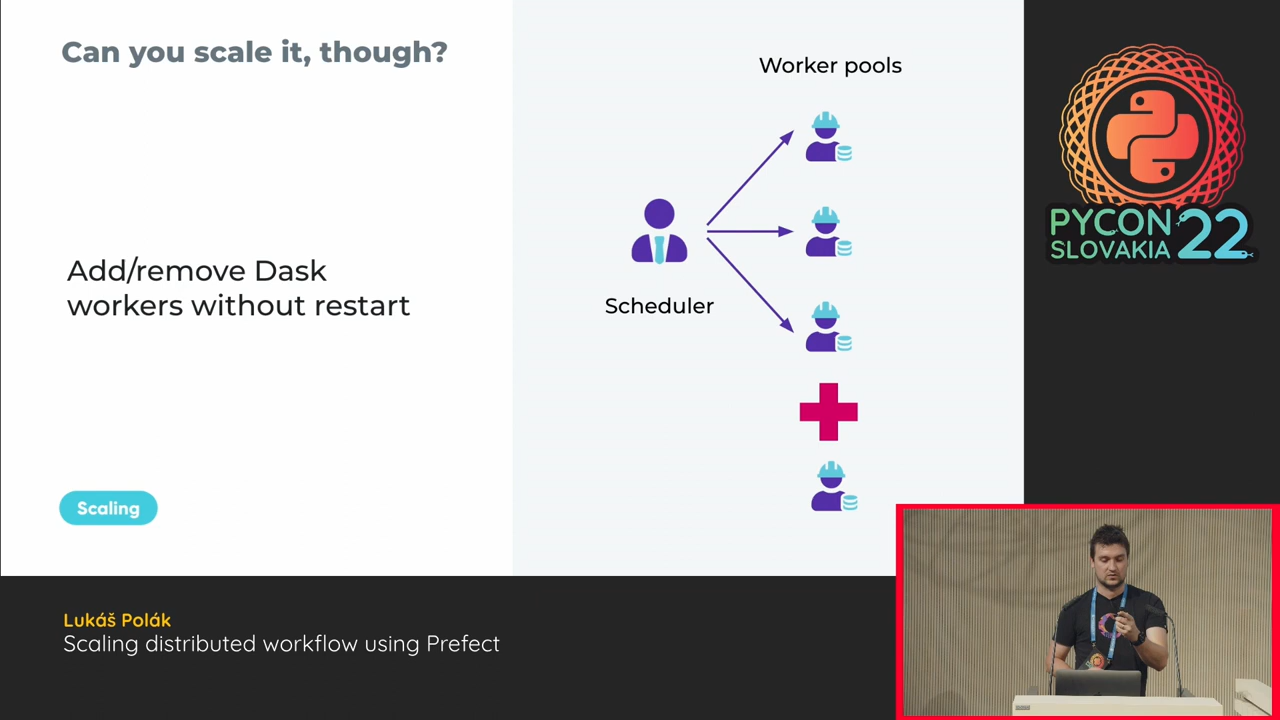 Can you scale it, though?
Worker pools
Add/remove Dask
workers without restart
Scheduler
Scaling
PYCON
SLOVAKIA
22
Lukáš Polák
Scaling distributed workflow using Prefect